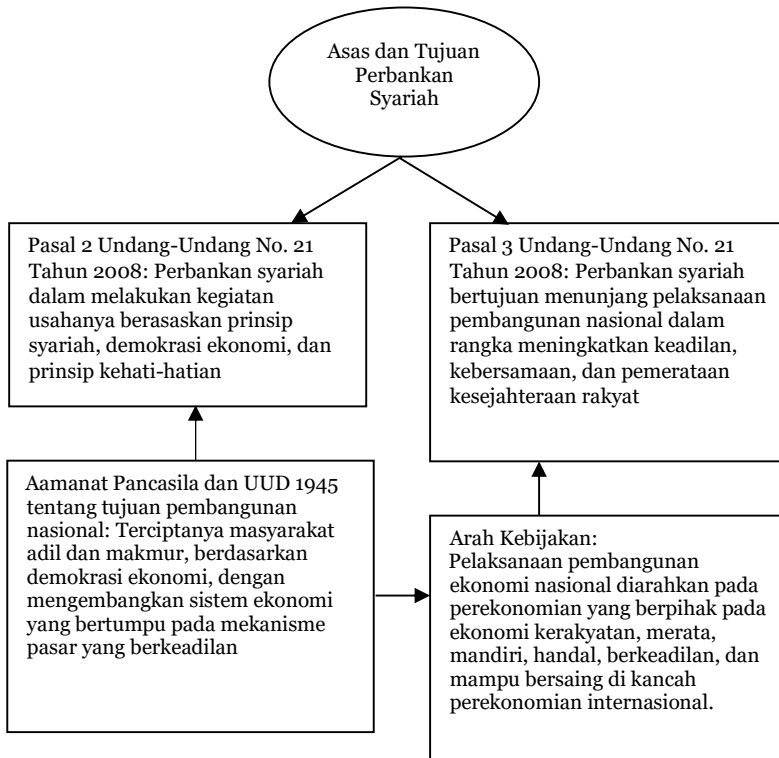 Asas dan Tujuan
Perbankan
Syariah
Pasal 2 Undang-Undang No. 21
Tahun 2008: Perbankan syariah
dalam melakukan kegiatan
usahanya berasaskan prinsip
syariah, demokrasi ekonomi, dan
prinsip kehati-hatian
Pasal 3 Undang-Undang No. 21
Tahun 2008: Perbankan syariah
bertujuan menunjang pelaksanaan
pembangunan nasional dalam
rangka meningkatkan keadilan,
kebersamaan, dan pemerataan
kesejahteraan rakyat
Aamanat Pancasila dan UUD 1945
tentang tujuan pembangunan
nasional: Terciptanya masyarakat
adil dan makmur, berdasarkan
demokrasi ekonomi, dengan
mengembangkan sistem ekonomi
yang bertumpu pada mekanisme
pasar yang berkeadilan
Arah Kebijakan:
Pelaksanaan pembangunan
ekonomi nasional diarahkan pada
perekonomian yang berpihak pada
ekonomi kerakyatan, merata,
mandiri, handal, berkeadilan, dan
mampu bersaing di kancah
perekonomian internasional.